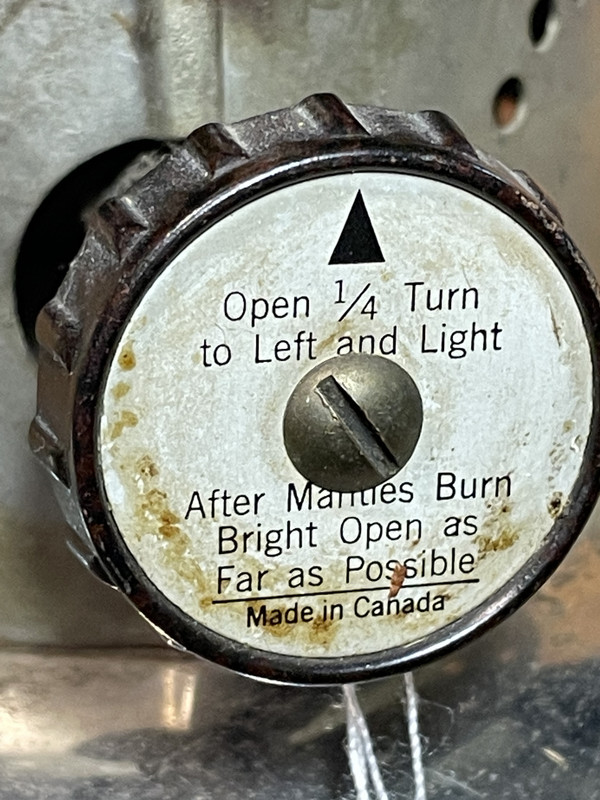 Open 1/4 Turn
to Left and Light
After Mantles Burn
Bright Open as
Far as Possible
Made in Canada